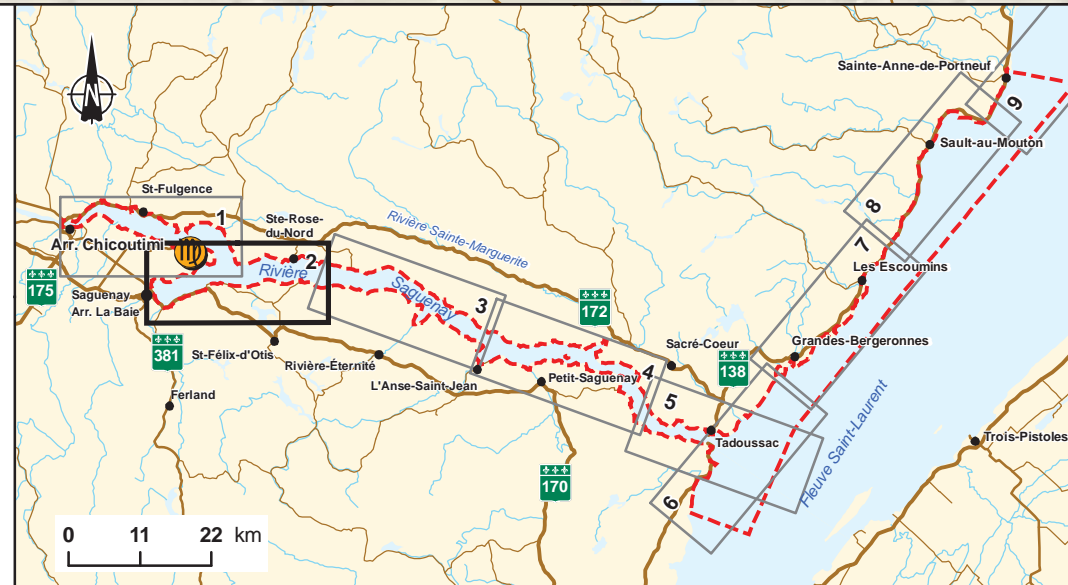 N
Sainte-Anne-de-Portneuf
9
Sault-au-Mouton
8
St-Fulgence
1
Ste-Rose-
du-Nord
Rivière Sainte-Marguerite
7
Arr. Chicoutimi
2
Rivière
Les Escoumins
175
Saguenay
Arr. La Baie
Saguenay
3
172
381
St-Félix-d'Otis
Rivière-Éternité
Sacré-Coeur
Grandes-Bergeronnes
138
L'Anse-Saint-Jean
Petit-Saguenay
4
5
Ferland
Fleuve Saint-Laurent
Tadoussac
Trois-Pistoles
170
6
0 11 22 km